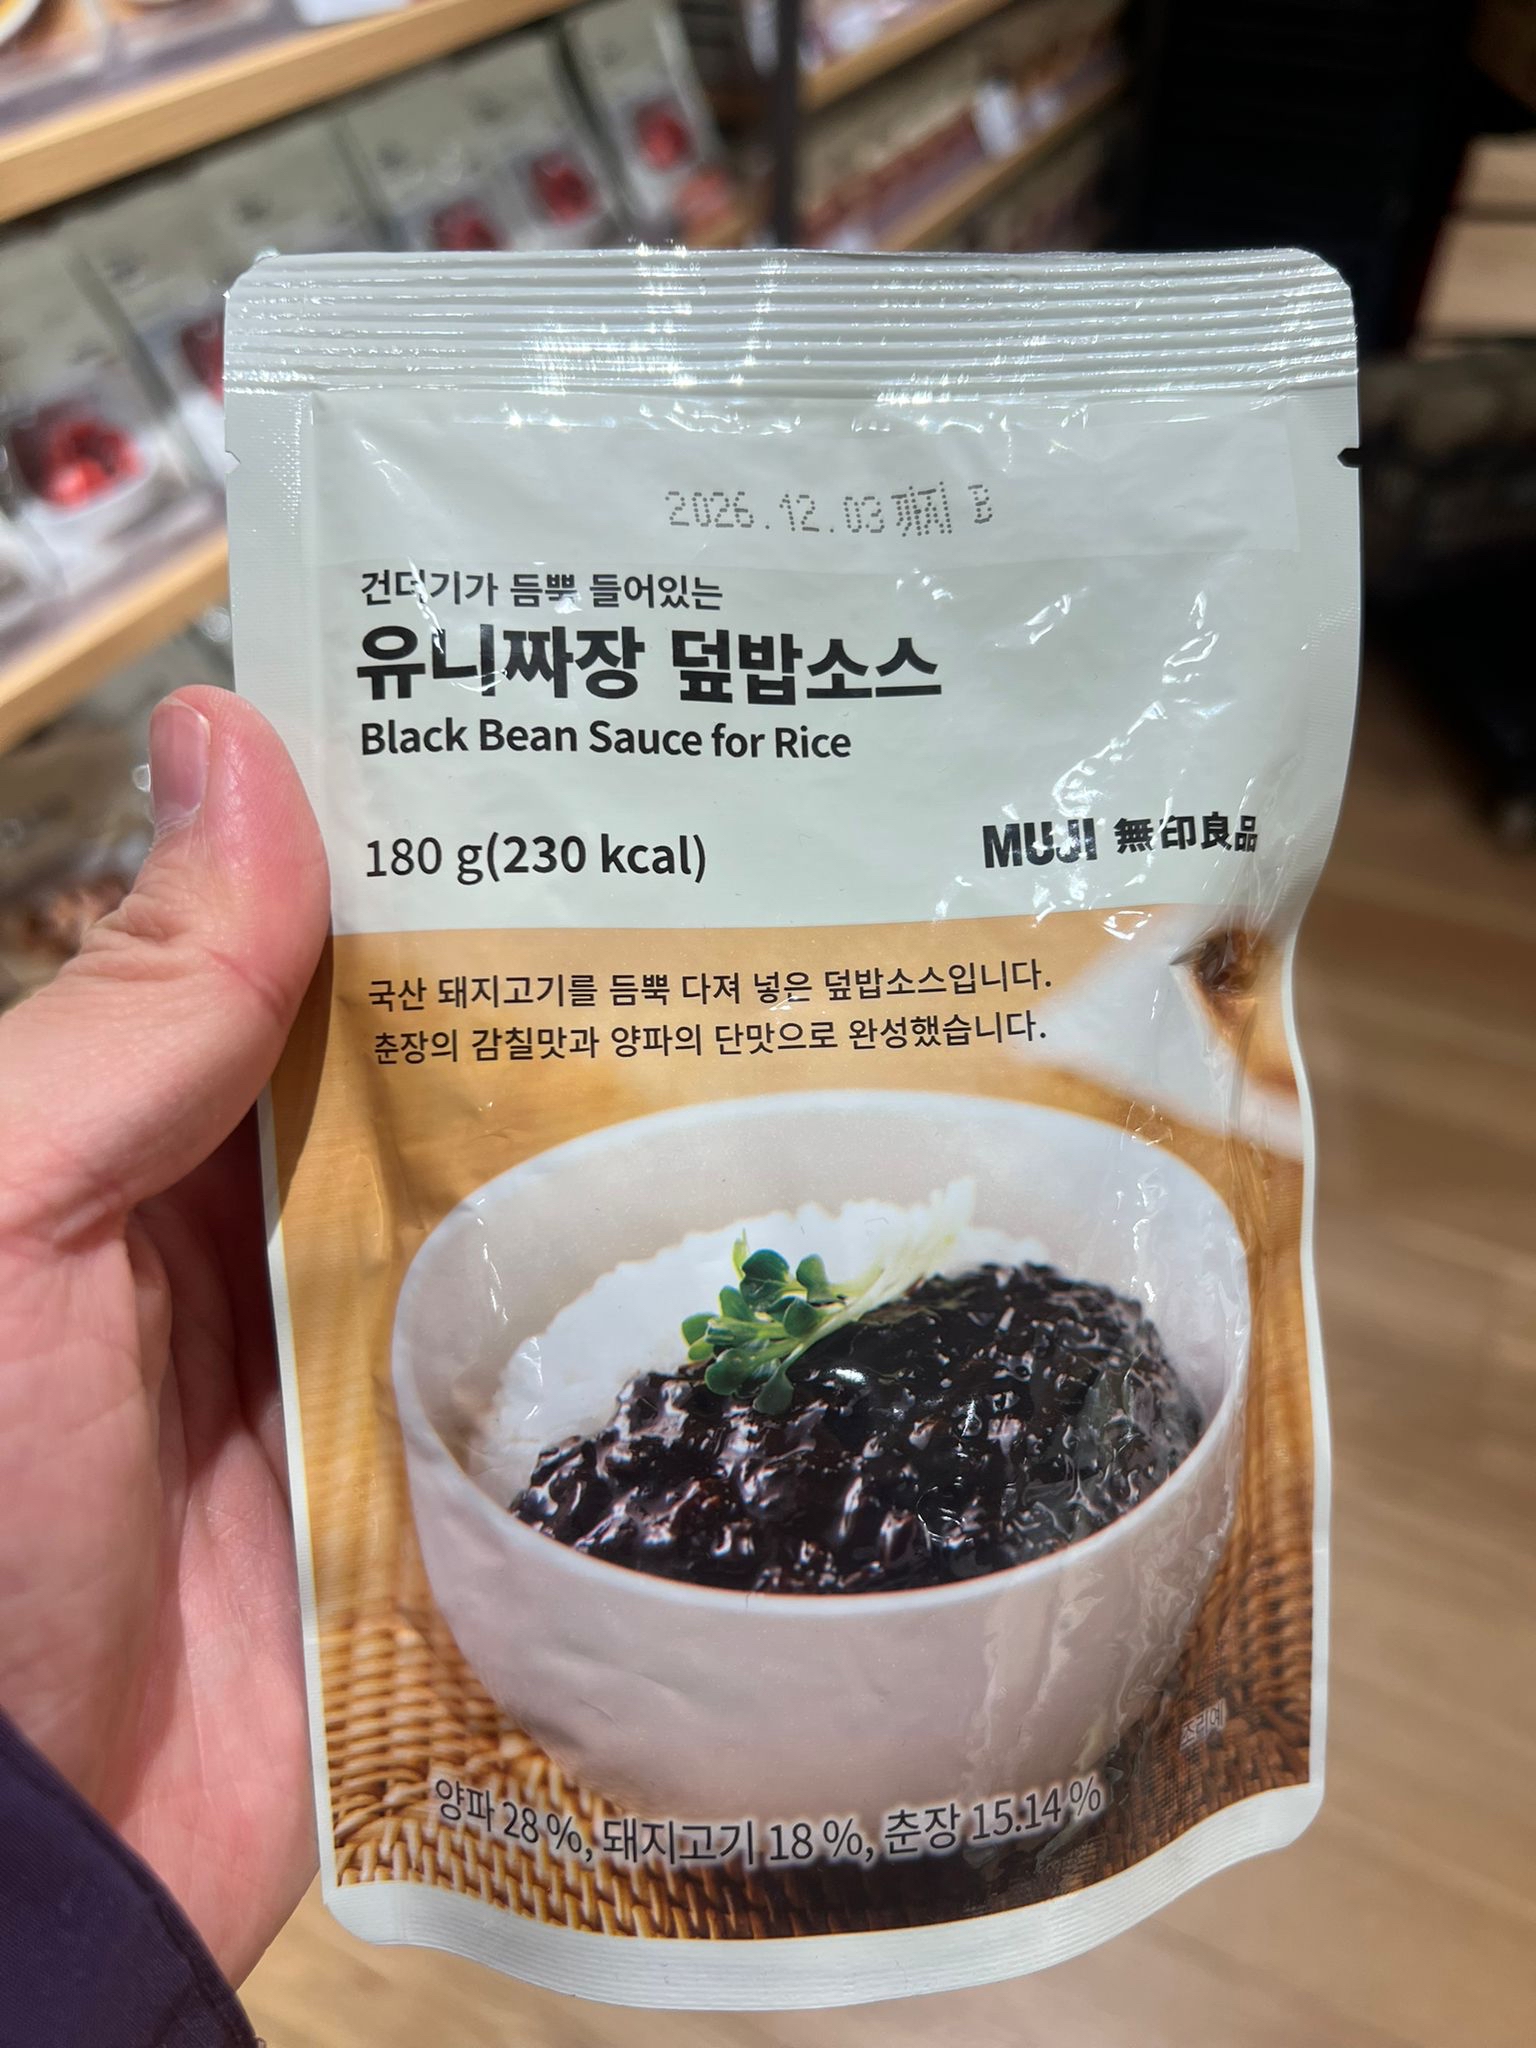 2026.12.03 까지 B
건더기가 듬뿍 들어있는
유니짜장 덮밥소스
Black Bean Sauce for Rice
180 g(230 kcal)
MUJI 無印良品
국산 돼지고기를 듬뿍 다져 넣은 덮밥소스입니다.
춘장의 감칠맛과 양파의 단맛으로 완성했습니다.
조리예
양파 28 %, 돼지고기 18 %, 춘장 15.14 %